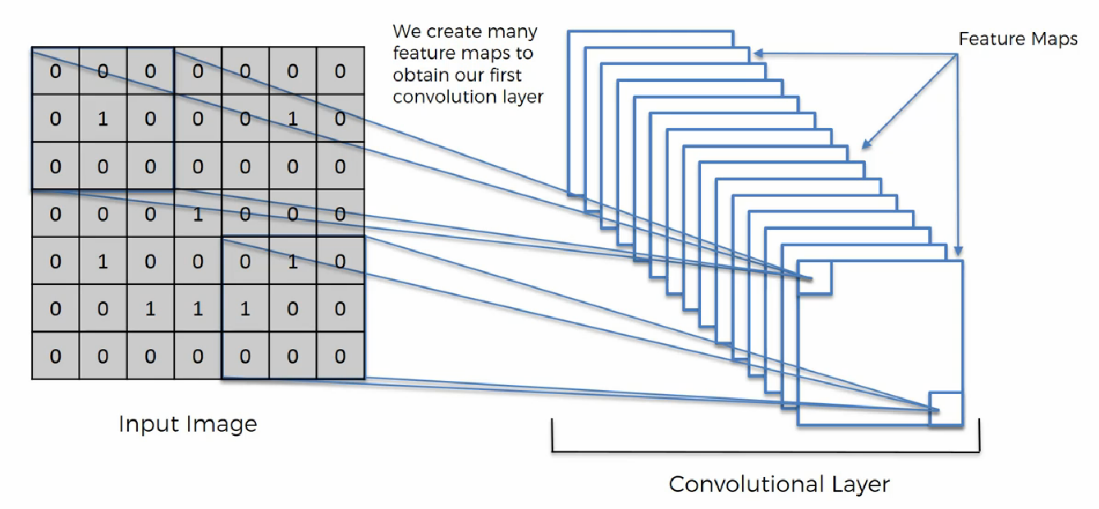 We create many
feature maps to
obtain our first
convolution layer
Feature Maps
0 0 0 0 0 0 0
0 1 0 0 0 1 0
0 0 0 0 0 0 0
0 0 0 1 0 0 0
0 1 0 0 0 1 0
0 0 1 1 1 0 0
0 0 0 0 0 0 0
Input Image
Convolutional Layer